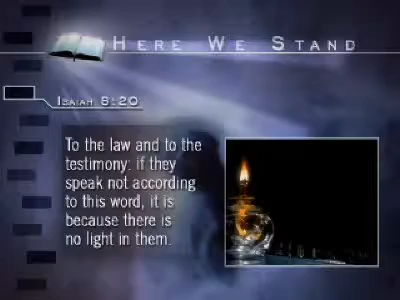 HERE WE STAND
ISAIAH 8:20
To the law and to the
testimony: if they
speak not according
to this word, it is
because there is
no light in them.